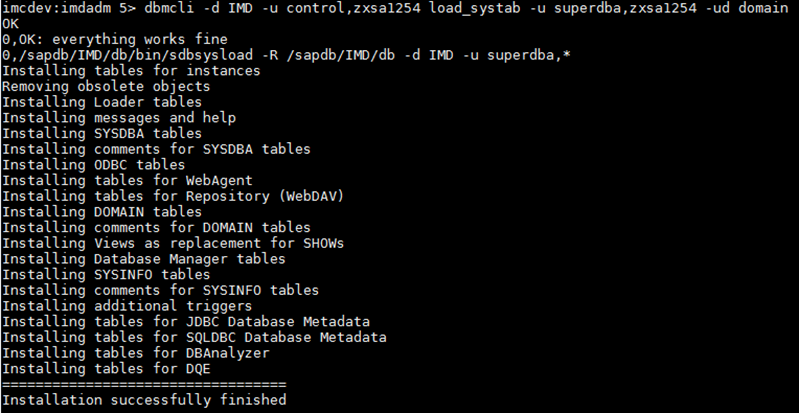 imcdev:imdadm 5> dbmcli -d IMD -u control,zxsa1254 load_systab -u superdba,zxsa1254 -ud domain
OK
0,OK: everything works fine
0,/sapdb/IMD/db/bin/sdbsysload -R /sapdb/IMD/db -d IMD -u superdba,*
Installing tables for instances
Removing obsolete objects
Installing Loader tables
Installing messages and help
Installing SYSDBA tables
Installing comments for SYSDBA tables
Installing ODBC tables
Installing tables for WebAgent
Installing tables for Repository (WebDAV)
Installing DOMAIN tables
Installing comments for DOMAIN tables
Installing Views as replacement for SHOWs
Installing Database Manager tables
Installing SYSINFO tables
Installing comments for SYSINFO tables
Installing additional triggers
Installing tables for JDBC Database Metadata
Installing tables for SQLDBC Database Metadata
Installing tables for DBAnalyzer
Installing tables for DQE
==================================
Installation successfully finished